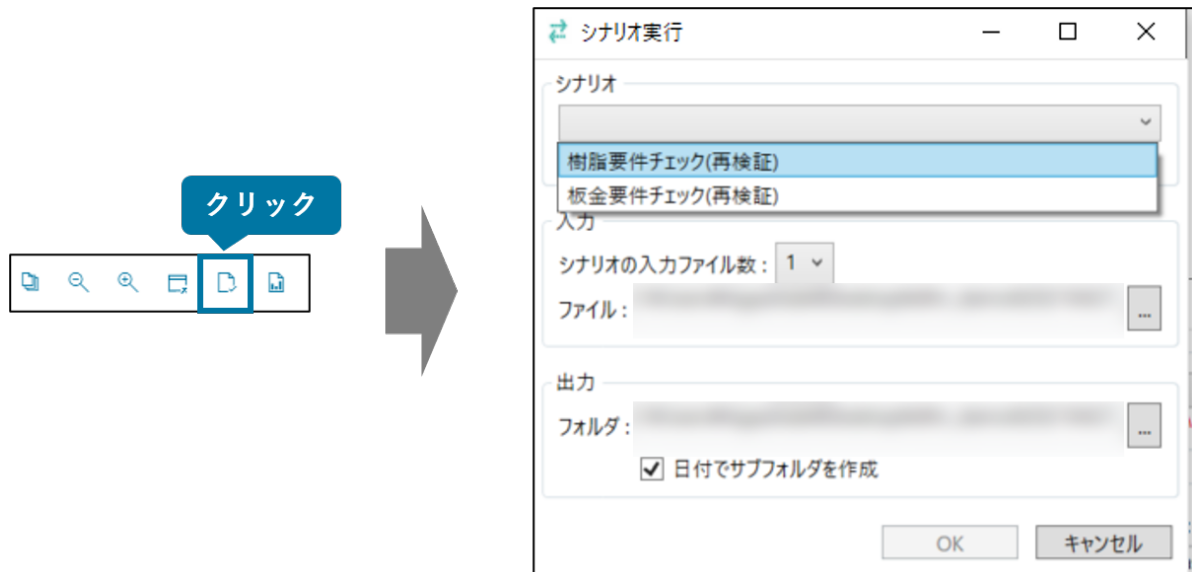 クリック
シナリオ実行
シナリオ
樹脂要件チェック(再検証)
板金要件チェック(再検証)
入力
シナリオの入力ファイル数： 1
ファイル： ...
出力
フォルダ： ...
日付でサブフォルダを作成
OK キャンセル